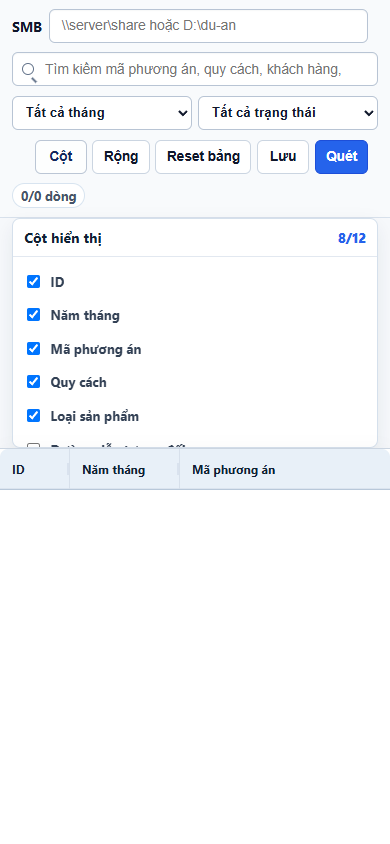 SMB \\server\share hoặc D:\du-an
Tìm kiếm mã phương án, quy cách, khách hàng,
Tất cả tháng Tất cả trạng thái
Cột Rộng Reset bảng Lưu Quét
0/0 dòng
Cột hiển thị 8/12
ID
Năm tháng
Mã phương án
Quy cách
Loại sản phẩm
ID Năm tháng Mã phương án